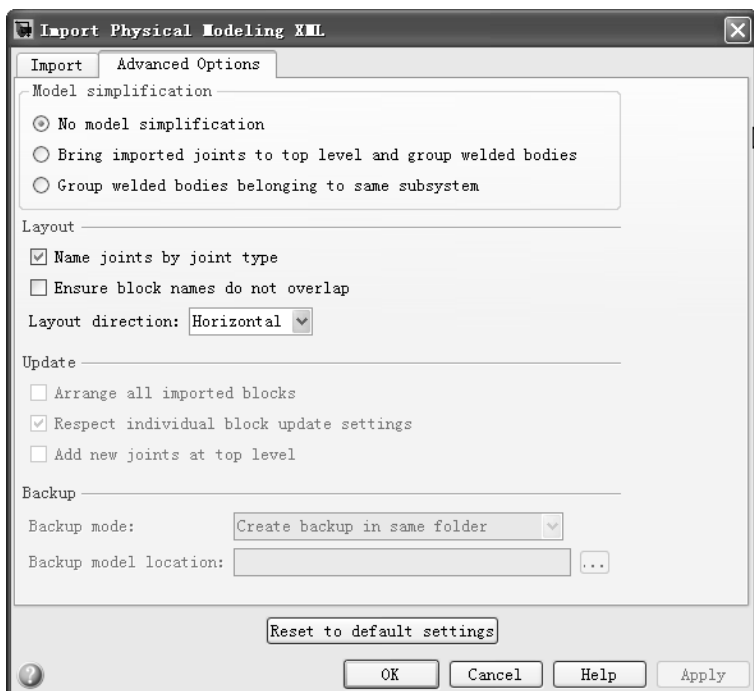 Import Physical Modeling XML
Import Advanced Options
Model simplification
No model simplification
Bring imported joints to top level and group welded bodies
Group welded bodies belonging to same subsystem
Layout
Name joints by joint type
Ensure block names do not overlap
Layout direction: Horizontal
Update
Arrange all imported blocks
Respect individual block update settings
Add new joints at top level
Backup
Backup mode: Create backup in same folder
Backup model location: ...
Reset to default settings
? OK Cancel Help Apply